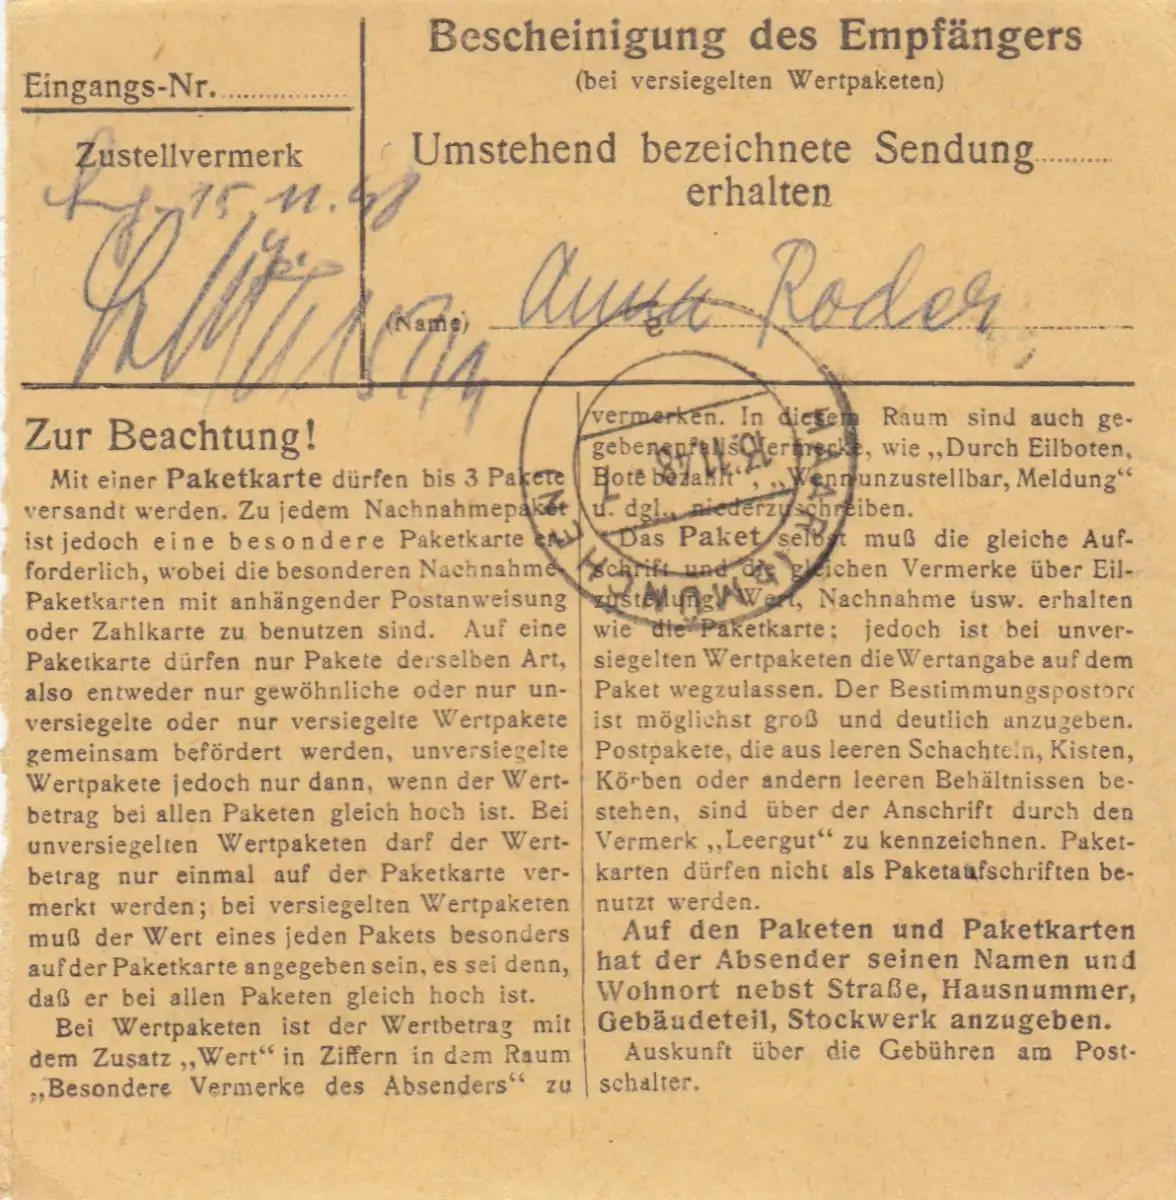 Eingangs-Nr.
Zustellvermerk
15. 11. 48
Bescheinigung des Empfängers
(bei versiegelten Wertpaketen)
Umstehend bezeichnete Sendung
erhalten
(Name) Anna Roder
HAAR b. MÜNCHEN
15.11.48
e
Zur Beachtung!
Mit einer Paketkarte dürfen bis 3 Pakete
versandt werden. Zu jedem Nachnahmepaket
ist jedoch eine besondere Paketkarte er-
forderlich, wobei die besonderen Nachnahme-
Paketkarten mit anhängender Postanweisung
oder Zahlkarte zu benutzen sind. Auf eine
Paketkarte dürfen nur Pakete derselben Art,
also entweder nur gewöhnliche oder nur un-
versiegelte oder nur versiegelte Wertpakete
gemeinsam befördert werden, unversiegelte
Wertpakete jedoch nur dann, wenn der Wert-
betrag bei allen Paketen gleich hoch ist. Bei
unversiegelten Wertpaketen darf der Wert-
betrag nur einmal auf der Paketkarte ver-
merkt werden; bei versiegelten Wertpaketen
muß der Wert eines jeden Pakets besonders
auf der Paketkarte angegeben sein, es sei denn,
daß er bei allen Paketen gleich hoch ist.
Bei Wertpaketen ist der Wertbetrag mit
dem Zusatz „Wert“ in Ziffern in dem Raum
„Besondere Vermerke des Absenders“ zu
vermerken. In diesem Raum sind auch ge-
gebenenfalls Vermerke, wie „Durch Eilboten,
Bote bezahlt“, „Wenn unzustellbar, Meldung“
u. dgl., niederzuschreiben.
Das Paket selbst muß die gleiche Auf-
schrift und die gleichen Vermerke über Eil-
zustellung, Wert, Nachnahme usw. erhalten
wie die Paketkarte; jedoch ist bei unver-
siegelten Wertpaketen die Wertangabe auf dem
Paket wegzulassen. Der Bestimmungspostort
ist möglichst groß und deutlich anzugeben.
Postpakete, die aus leeren Schachteln, Kisten,
Körben oder andern leeren Behältnissen be-
stehen, sind über der Anschrift durch den
Vermerk „Leergut“ zu kennzeichnen. Paket-
karten dürfen nicht als Paketaufschriften be-
nutzt werden.
Auf den Paketen und Paketkarten
hat der Absender seinen Namen und
Wohnort nebst Straße, Hausnummer,
Gebäudeteil, Stockwerk anzugeben.
Auskunft über die Gebühren am Post-
schalter.